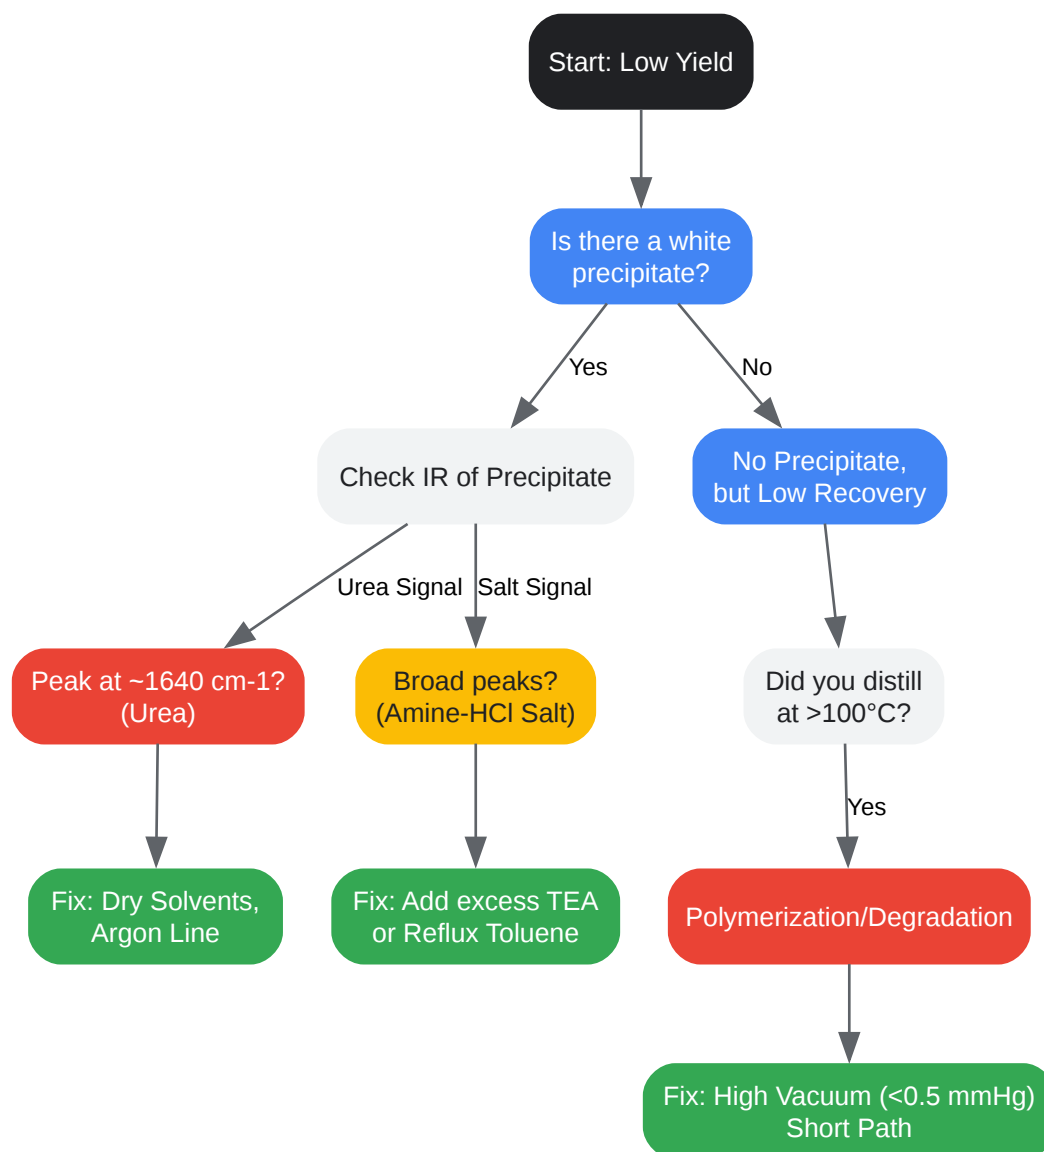 Start: Low Yield
Is there a white
precipitate?
Yes
No
Check IR of Precipitate
No Precipitate,
but Low Recovery
Urea Signal
Salt Signal
Peak at ~1640 cm-1?
(Urea)
Broad peaks?
(Amine-HCl Salt)
Did you distill
at >100°C?
Yes
Fix: Dry Solvents,
Argon Line
Fix: Add excess TEA
or Reflux Toluene
Polymerization/Degradation
Fix: High Vacuum (<0.5 mmHg)
Short Path